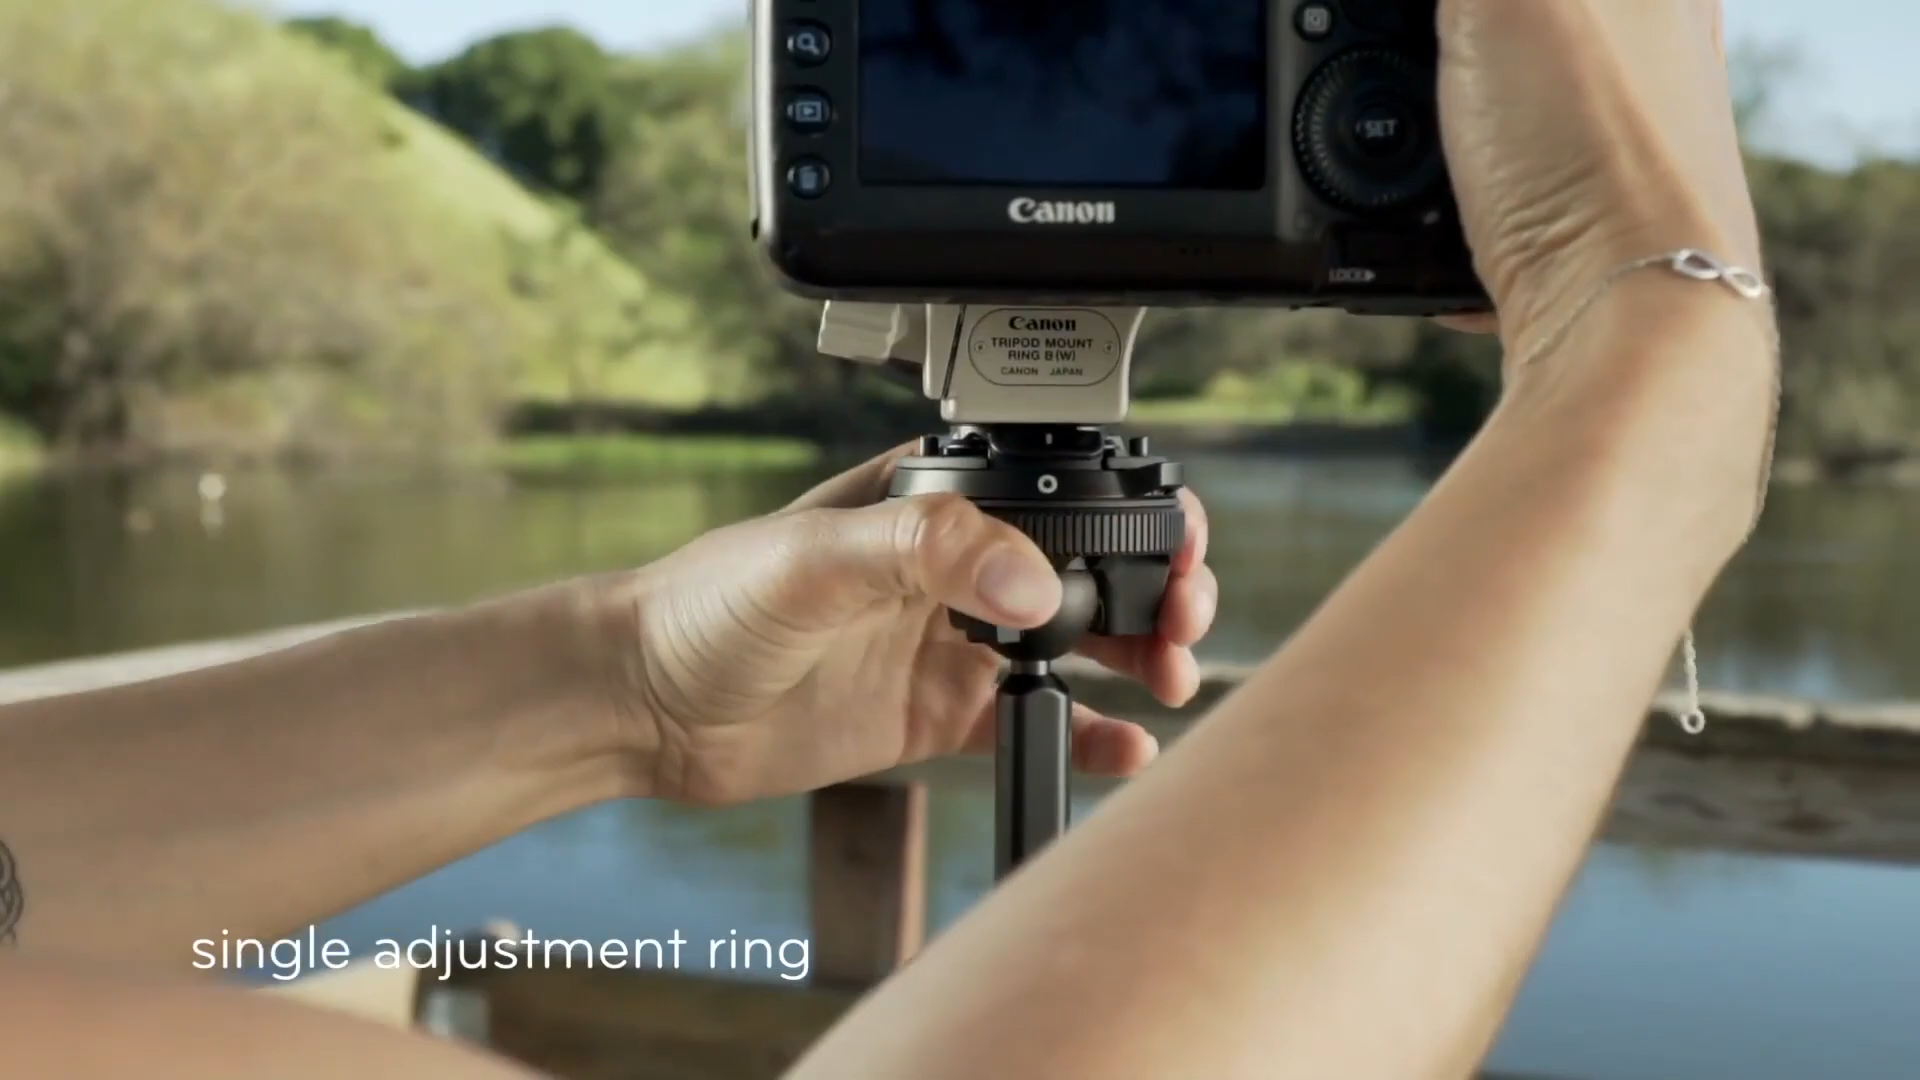 SET
Canon
LOCK▶
Canon
TRIPOD MOUNT
RING B (W)
CANON JAPAN
single adjustment ring